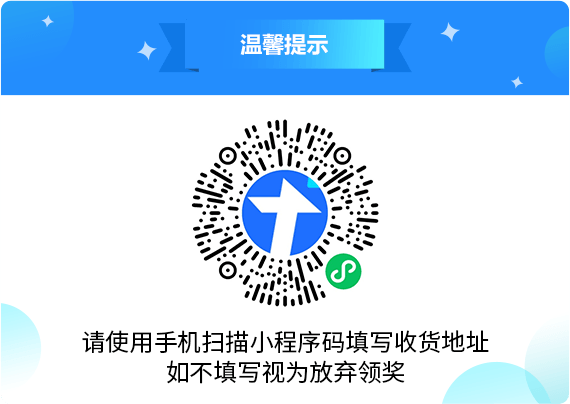 温馨提示
请使用手机扫描小程序码填写收货地址
如不填写视为放弃领奖